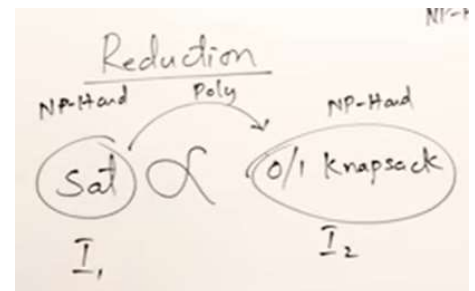 Reduction
NP-Hard Poly NP-Hard
Sat ∝ 0/1 Knapsack
I₁ I₂